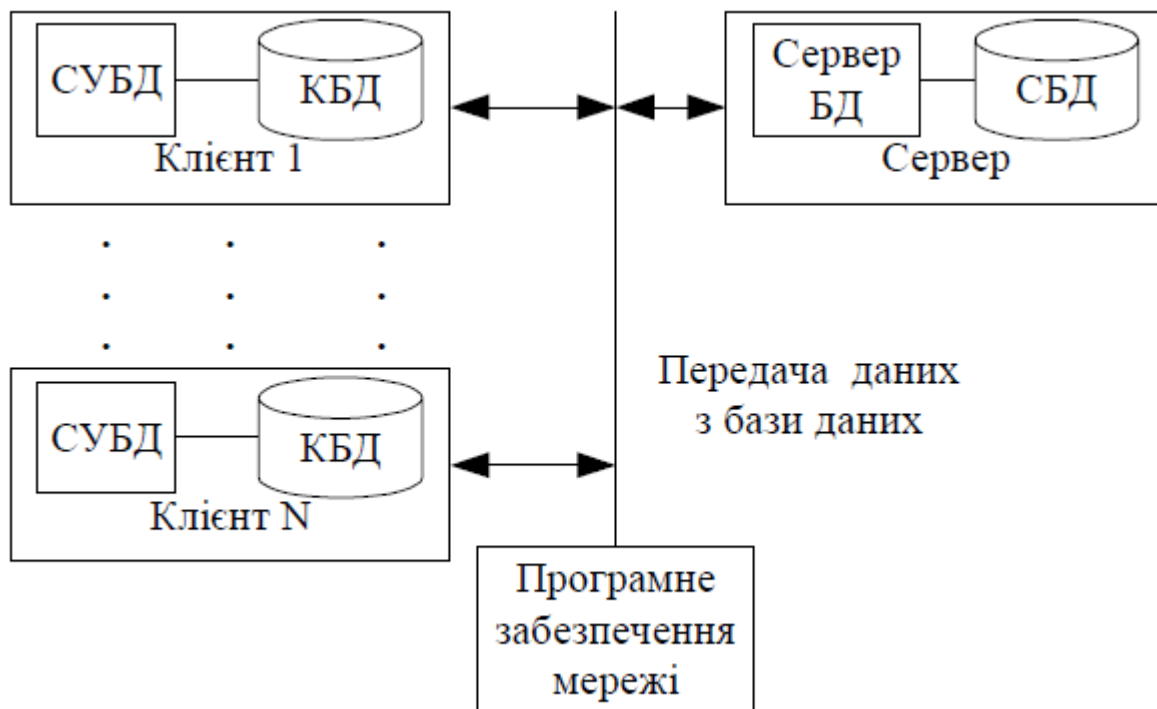 СУБД
КБД
Клієнт 1
Сервер
БД
СБД
Сервер
Передача даних
з бази даних
СУБД
КБД
Клієнт N
Програмне
забезпечення
мережі